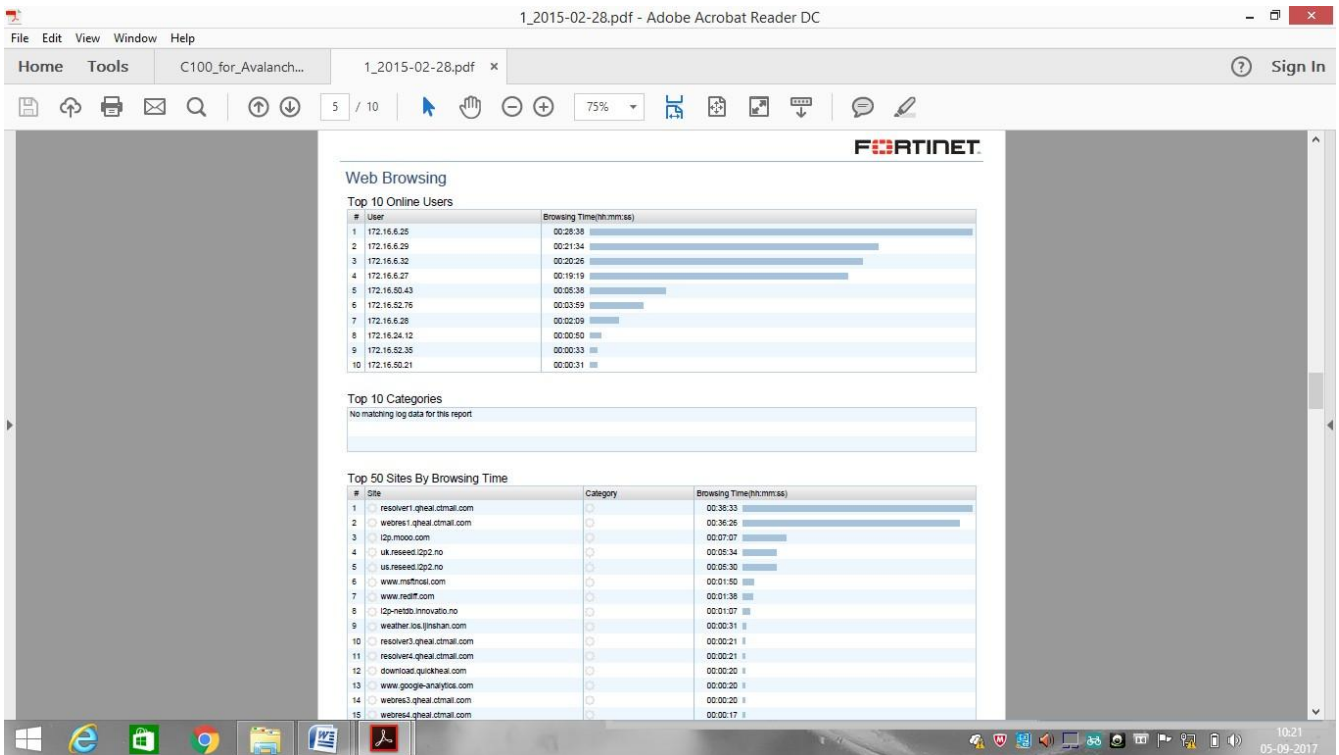 1_2015-02-28.pdf - Adobe Acrobat Reader DC
File Edit View Window Help
Home Tools C100_for_Avalanch... 1_2015-02-28.pdf × Sign In
5 / 10 75%
FORTINET
Web Browsing
Top 10 Online Users
# User Browsing Time(hh:mm:ss)
1 172.16.6.25 00:28:38
2 172.16.6.29 00:21:34
3 172.16.6.32 00:20:26
4 172.16.6.27 00:19:19
5 172.16.50.43 00:05:38
6 172.16.52.76 00:03:59
7 172.16.6.28 00:02:09
8 172.16.24.12 00:00:50
9 172.16.52.35 00:00:33
10 172.16.50.21 00:00:31
Top 10 Categories
No matching log data for this report
Top 50 Sites By Browsing Time
# Site Category Browsing Time(hh:mm:ss)
1 resolver1.qheal.ctmail.com 00:38:33
2 webres1.qheal.ctmail.com 00:36:26
3 i2p.mooo.com 00:07:07
4 uk.reseed.i2p2.no 00:05:34
5 us.reseed.i2p2.no 00:05:30
6 www.msftncsi.com 00:01:50
7 www.rediff.com 00:01:38
8 i2p-netdb.innovatio.no 00:01:07
9 weather.ios.ijinshan.com 00:00:31
10 resolver3.qheal.ctmail.com 00:00:21
11 resolver4.qheal.ctmail.com 00:00:21
12 download.quickheal.com 00:00:20
13 www.google-analytics.com 00:00:20
14 webres3.qheal.ctmail.com 00:00:20
15 webres4.qheal.ctmail.com 00:00:17
10:21
05-09-2017